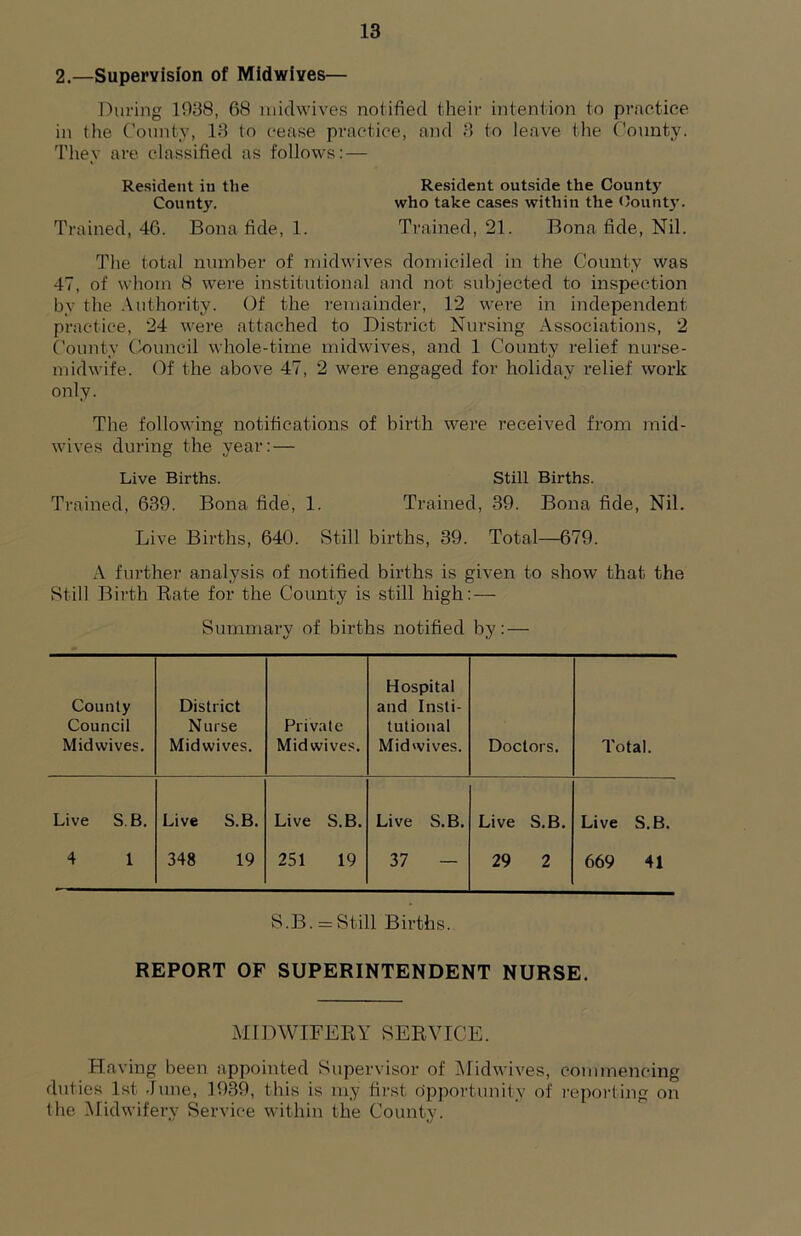 13
2.—Supervision of Midwives—
During 1938, 68 midwives notified their intention to practice
in the County, 13 to cease practice, and 3 to leave the County.
They are classified as follows:—
Resident in the Resident outside the County
County. who take cases within the County.
Trained, 46. Bona fide, 1. Trained, 21. Bona fide, Nil.
The total number of midwives domiciled in the County was
47, of whom 8 were institutional and not subjected to inspection
by the Authority. Of the remainder, 12 were in independent
practice, 24 were attached to District Nursing Associations, 2
County Council whole-time midwives, and 1 County relief nurse-
midwife. Of the above 47, 2 were engaged for holiday relief work
only.
The following notifications of birth were received from mid-
wives during the year:—
Live Births. Still Births.
Trained, 639. Bona fide, 1. Trained, 39. Bona fide, Nil.
Live Births, 640. Still births, 39. Total—679.
A further analysis of notified births is given to show that the
Still Birth Rate for the County is still high:—
Summary of births notified by:—
County Council Midwives. District Nurse Midwives. Private Midwives. Hospital and Insti-tutional Midwives. Doctors. Total.
Live S.B. Live S.B. Live S.B. Live S.B. Live S.B. Live S.B.
4 1 348 19 251 19 37 — 29 2 669 41
S.B. = Still Births.
REPORT OF SUPERINTENDENT NURSE.
MIDWIFERY SERVICE.
Having been appointed Supervisor of Midwives, commencing
duties 1st June, 1939, this is my first opportunity of reporting on
the Midwifery Service within the County.